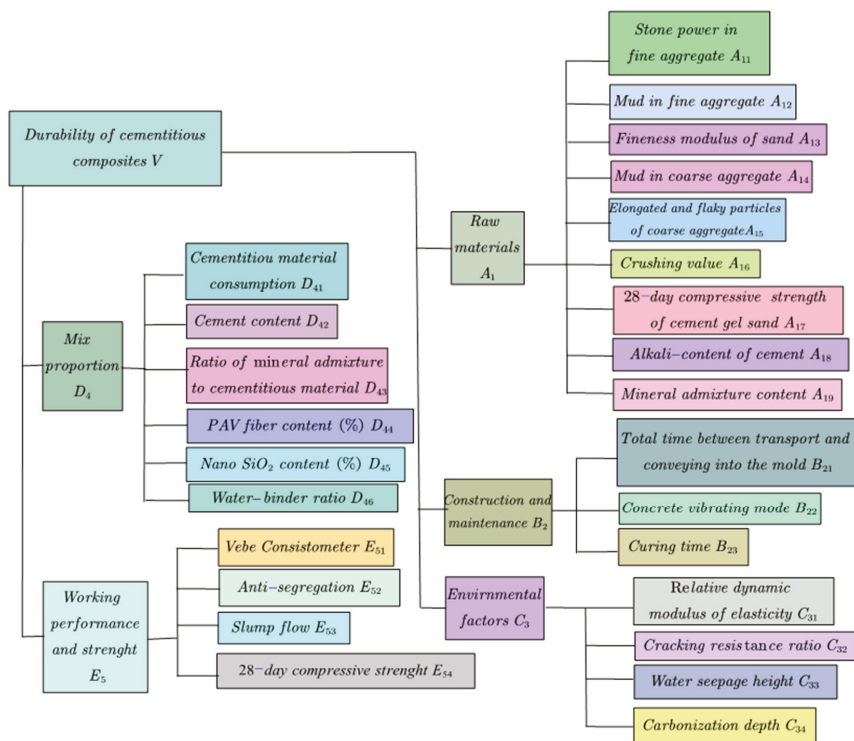 Durability of cementitious
composites V
Mix
proportion
D₄
Cementitiou material
consumption D₄₁
Cement content D₄₂
Ratio of mineral admixture
to cementitious material D₄₃
PAV fiber content (%) D₄₄
Nano SiO₂ content (%) D₄₅
Water–binder ratio D₄₆
Working
performance
and strenght
E₅
Vebe Consistometer E₅₁
Anti–segregation E₅₂
Slump flow E₅₃
28–day compressive strenght E₅₄
Raw
materials
A₁
Stone power in
fine aggregate A₁₁
Mud in fine aggregate A₁₂
Fineness modulus of sand A₁₃
Mud in coarse aggregate A₁₄
Elongated and flaky particles
of coarse aggregateA₁₅
Crushing value A₁₆
28–day compressive strength
of cement gel sand A₁₇
Alkali–content of cement A₁₈
Mineral admixture content A₁₉
Construction and
maintenance B₂
Total time between transport and
conveying into the mold B₂₁
Concrete vibrating mode B₂₂
Curing time B₂₃
Envirnmental
factors C₃
Relative dynamic
modulus of elasticity C₃₁
Cracking resistance ratio C₃₂
Water seepage height C₃₃
Carbonization depth C₃₄